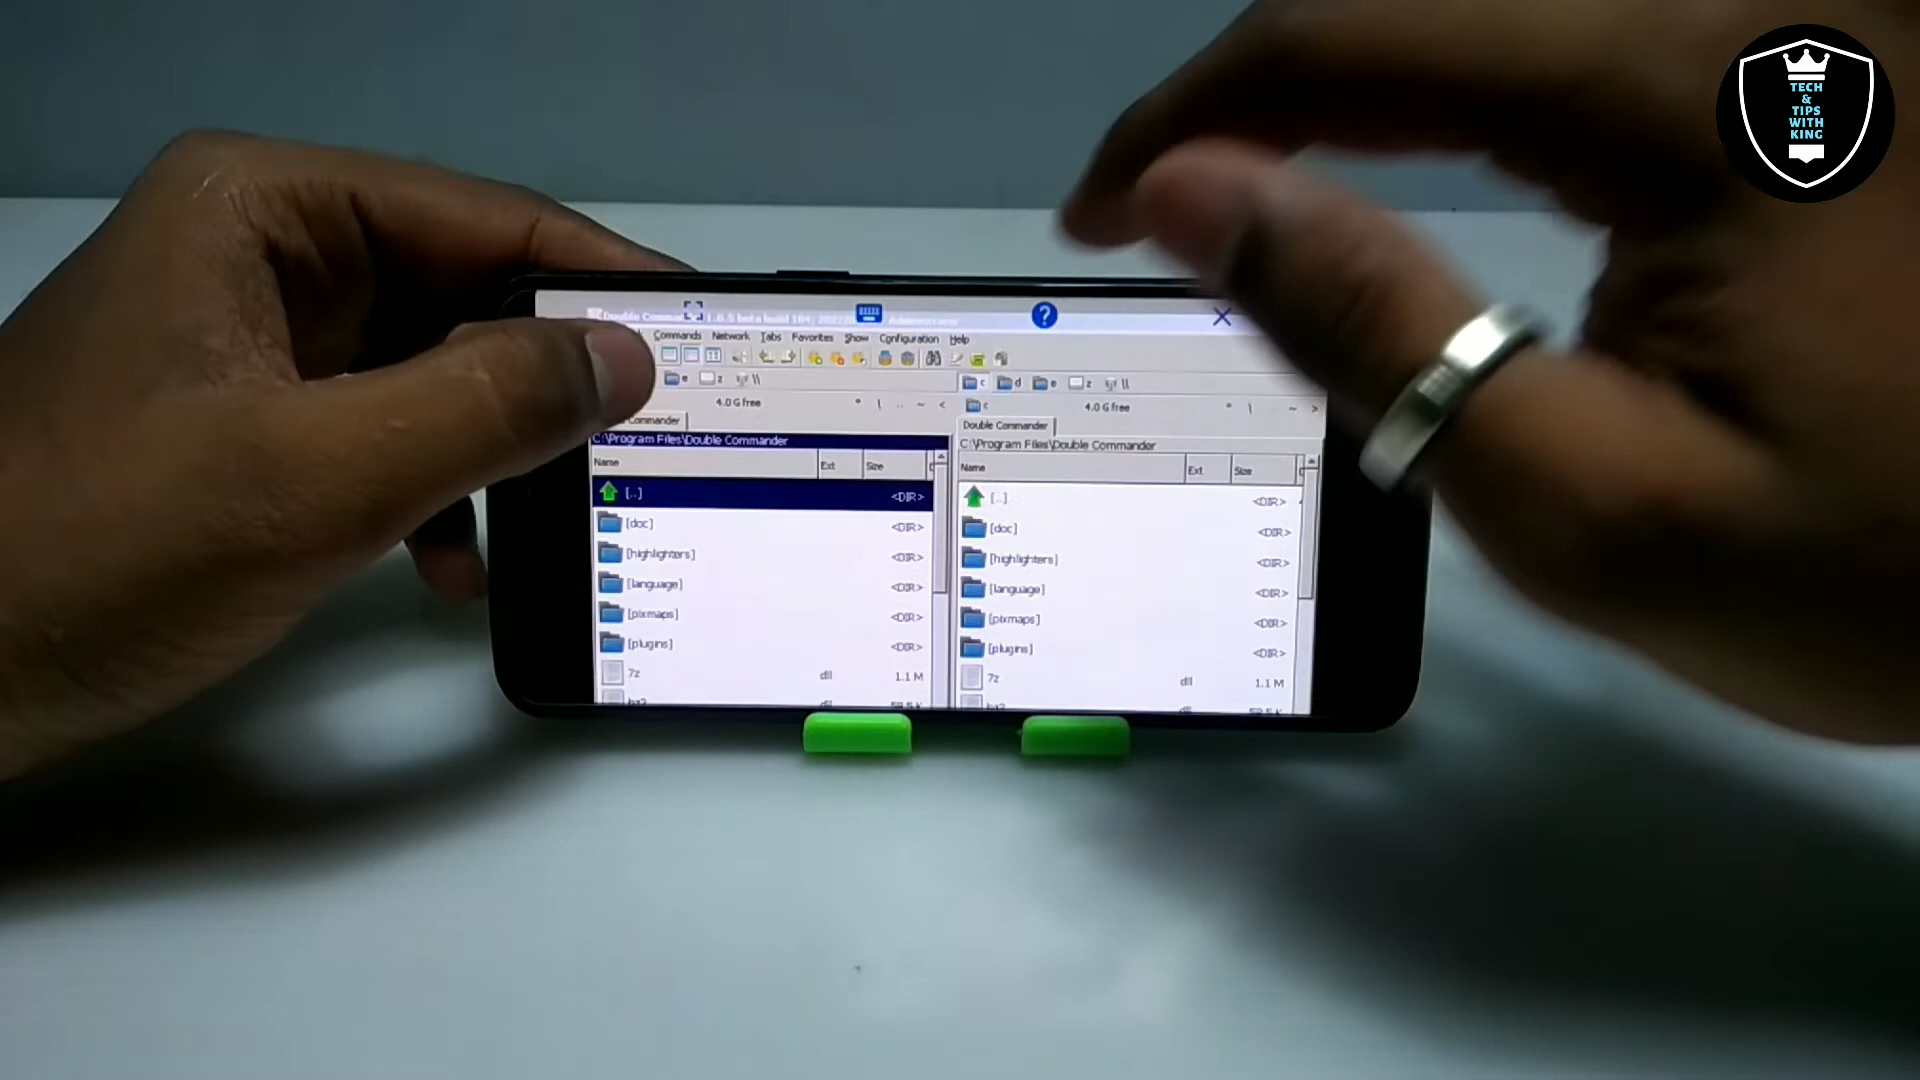 TECH
&
TIPS
WITH
KING
?
Commands Network Tabs Favorites Show Configuration Help
e z \\
c d e z \\
4.0 G free * \ .. ~ <
c 4.0 G free * \ ~ >
Commander
Double Commander
C:\Program Files\Double Commander
C:\Program Files\Double Commander
Name Ext Size
Name Ext Size
[..] <DIR>
[..] <DIR>
[doc] <DIR>
[doc] <DIR>
[highlighters] <DIR>
[highlighters] <DIR>
[language] <DIR>
[language] <DIR>
[pixmaps] <DIR>
[pixmaps] <DIR>
[plugins] <DIR>
[plugins] <DIR>
7z dll 1.1 M
7z dll 1.1 M